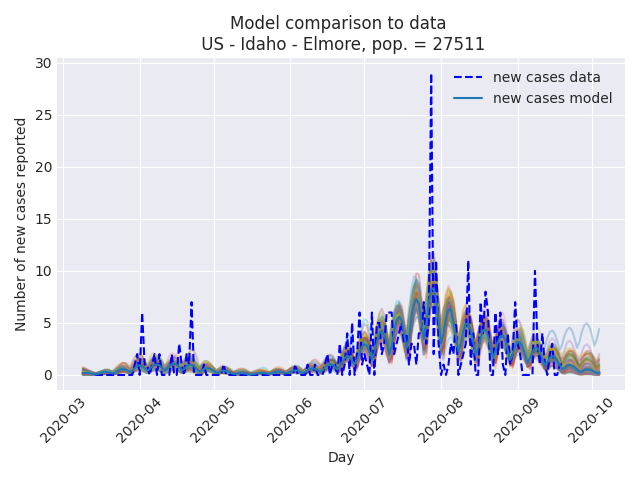 Model comparison to data
US - Idaho - Elmore, pop. = 27511
new cases data
new cases model
Number of new cases reported
30
25
20
15
10
5
0
2020-03
2020-04
2020-05
2020-06
2020-07
2020-08
2020-09
2020-10
Day